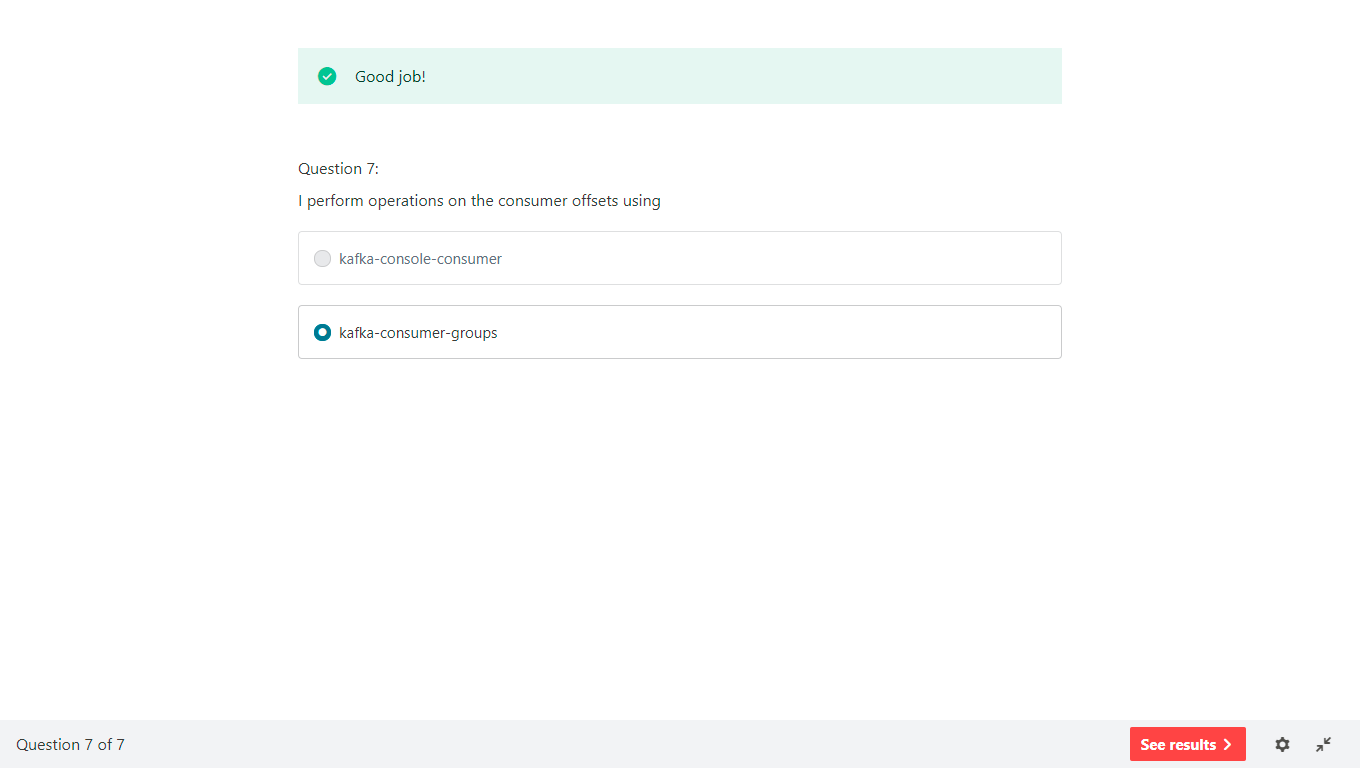 Good job!
Question 7:
I perform operations on the consumer offsets using
kafka-console-consumer
kafka-consumer-groups
Question 7 of 7
See results